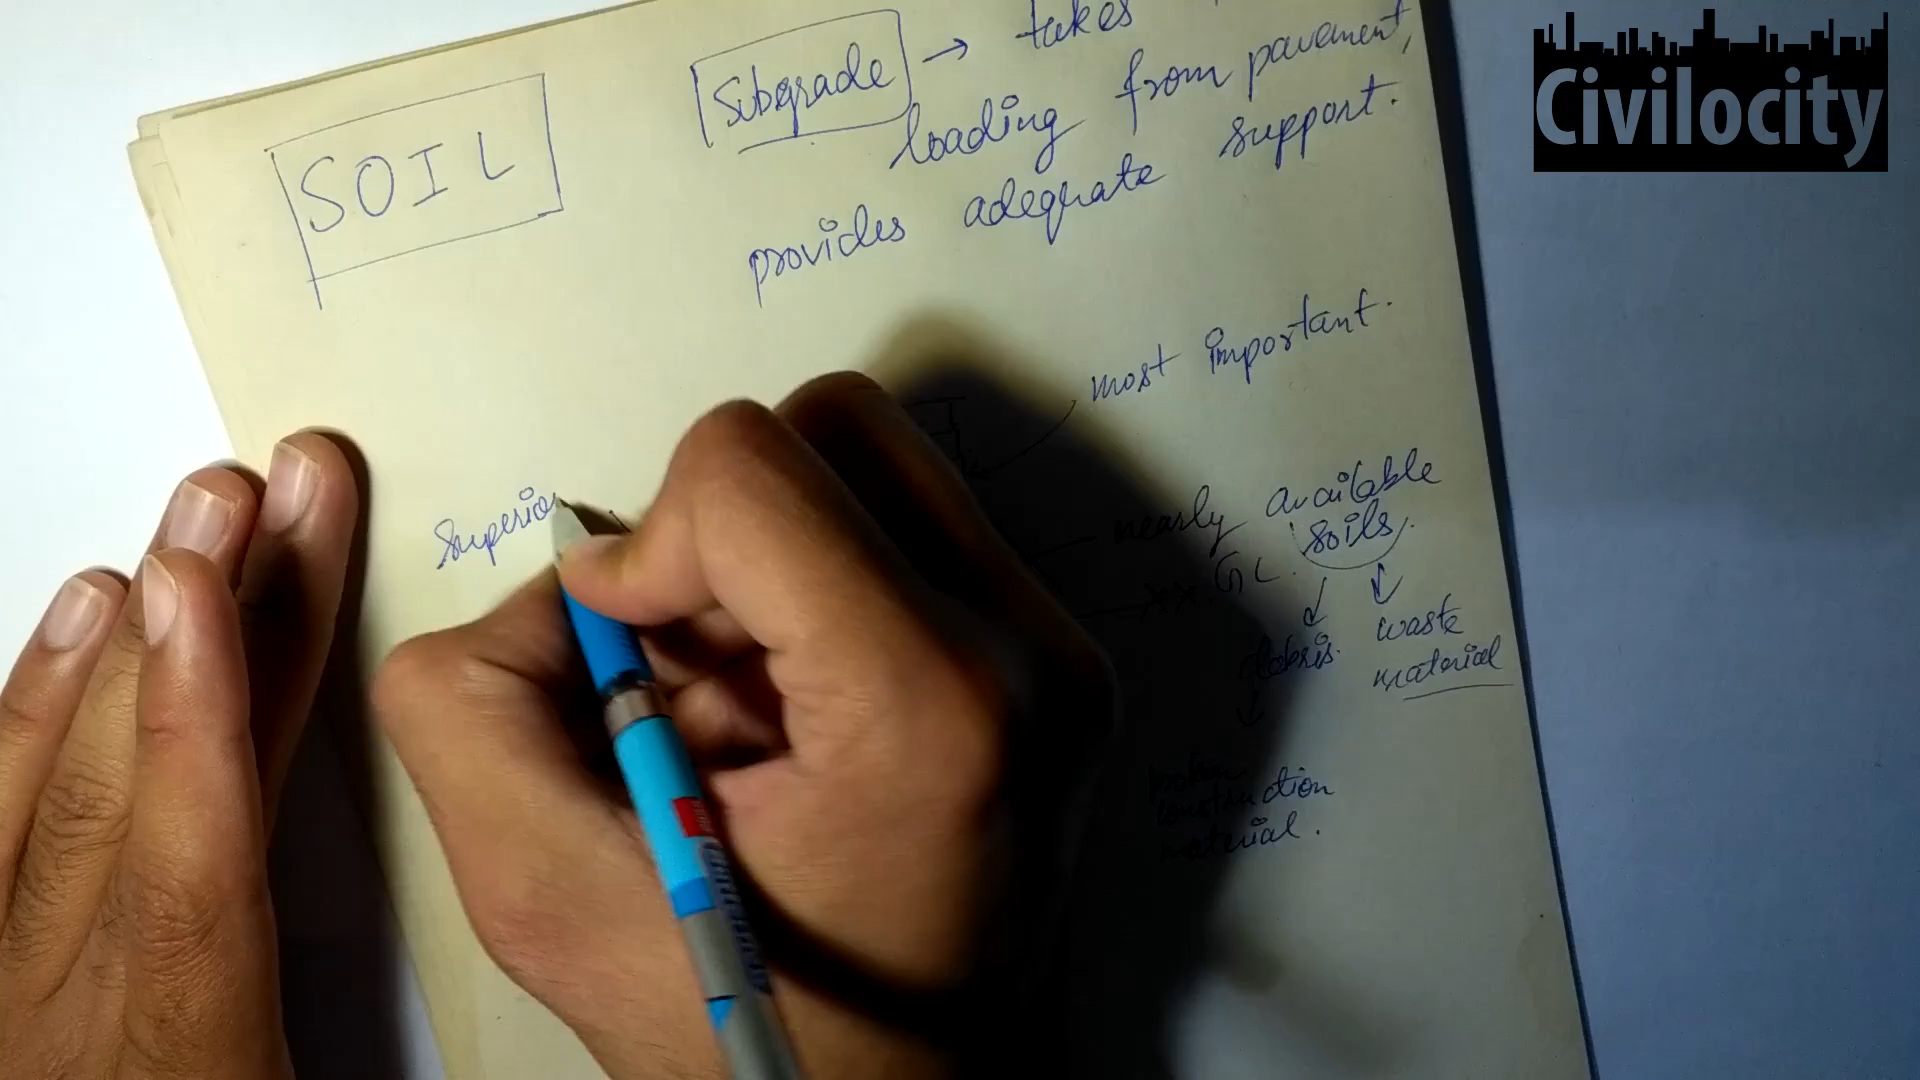 Civilocity
SOIL
Subgrade → takes
loading from pavement,
provides adequate support.
most important.
Superior
nearly available
soils.
G L.
debris. waste
material
construction
material.